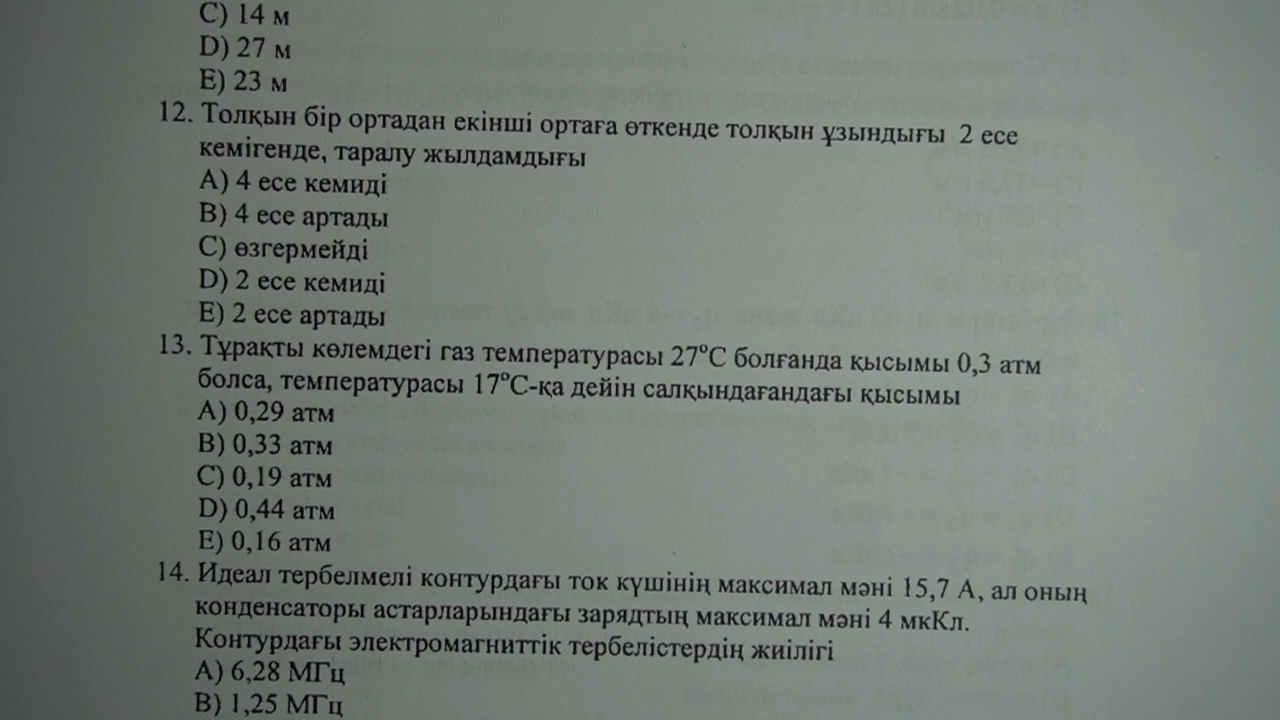 C) 14 м
D) 27 м
E) 23 м
12. Толқын бір ортадан екінші ортаға өткенде толқын ұзындығы 2 есе
кемігенде, таралу жылдамдығы
A) 4 есе кемиді
B) 4 есе артады
C) өзгермейді
D) 2 есе кемиді
E) 2 есе артады
13. Тұрақты көлемдегі газ температурасы 27°С болғанда қысымы 0,3 атм
болса, температурасы 17°С-қа дейін салқындағандағы қысымы
A) 0,29 атм
B) 0,33 атм
C) 0,19 атм
D) 0,44 атм
E) 0,16 атм
14. Идеал тербелмелі контурдағы ток күшінің максимал мәні 15,7 А, ал оның
конденсаторы астарларындағы зарядтың максимал мәні 4 мкКл.
Контурдағы электромагниттік тербелістердің жиілігі
A) 6,28 МГц
B) 1,25 МГц